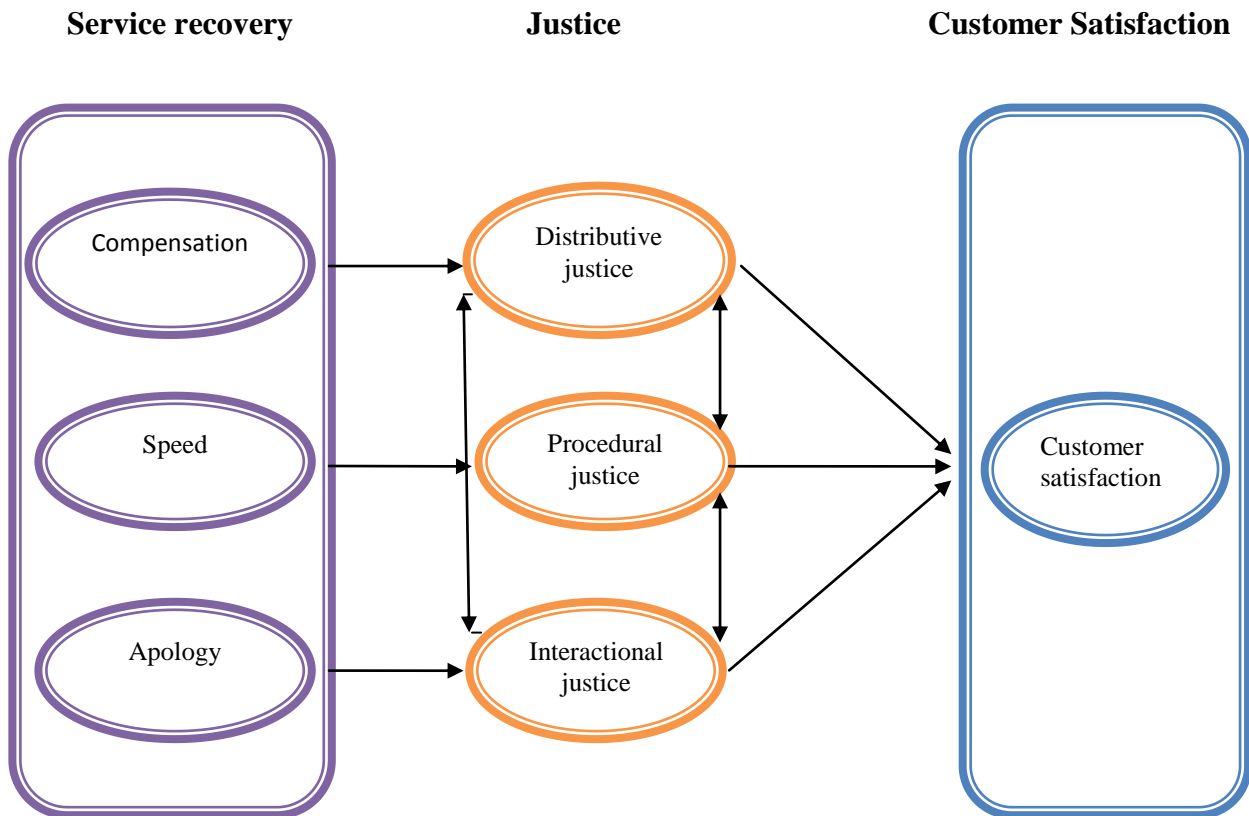 Service recovery
Justice
Customer Satisfaction
Compensation
Distributive
justice
Speed
Procedural
justice
Customer
satisfaction
Apology
Interactional
justice